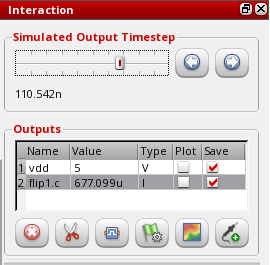 Interaction
Simulated Output Timestep
110.542n
Outputs
Name Value Type Plot Save
1 vdd 5 V
2 flip1.c 677.099u I